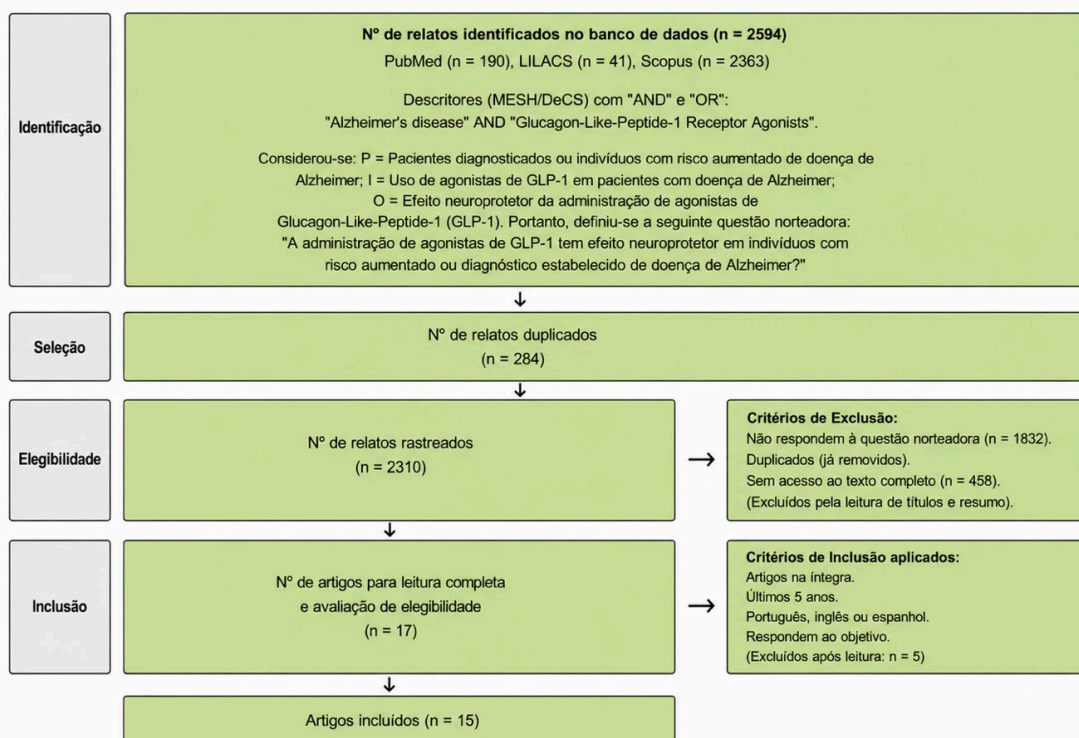 Identificação
Nº de relatos identificados no banco de dados (n = 2594)
PubMed (n = 190), LILACS (n = 41), Scopus (n = 2363)
Descritores (MESH/DeCS) com "AND" e "OR":
"Alzheimer's disease" AND "Glucagon-Like-Peptide-1 Receptor Agonists".
Considerou-se: P = Pacientes diagnosticados ou indivíduos com risco aumentado de doença de
Alzheimer; I = Uso de agonistas de GLP-1 em pacientes com doença de Alzheimer;
O = Efeito neuroprotetor da administração de agonistas de
Glucagon-Like-Peptide-1 (GLP-1). Portanto, definiu-se a seguinte questão norteadora:
"A administração de agonistas de GLP-1 tem efeito neuroprotetor em indivíduos com
risco aumentado ou diagnóstico estabelecido de doença de Alzheimer?"
Seleção
Nº de relatos duplicados
(n = 284)
Elegibilidade
Nº de relatos rastreados
(n = 2310)
Critérios de Exclusão:
Não respondem à questão norteadora (n = 1832).
Duplicados (já removidos).
Sem acesso ao texto completo (n = 458).
(Excluídos pela leitura de títulos e resumo).
Inclusão
Nº de artigos para leitura completa
e avaliação de elegibilidade
(n = 17)
Critérios de Inclusão aplicados:
Artigos na íntegra.
Últimos 5 anos.
Português, inglês ou espanhol.
Respondem ao objetivo.
(Excluídos após leitura: n = 5)
Artigos incluídos (n = 15)